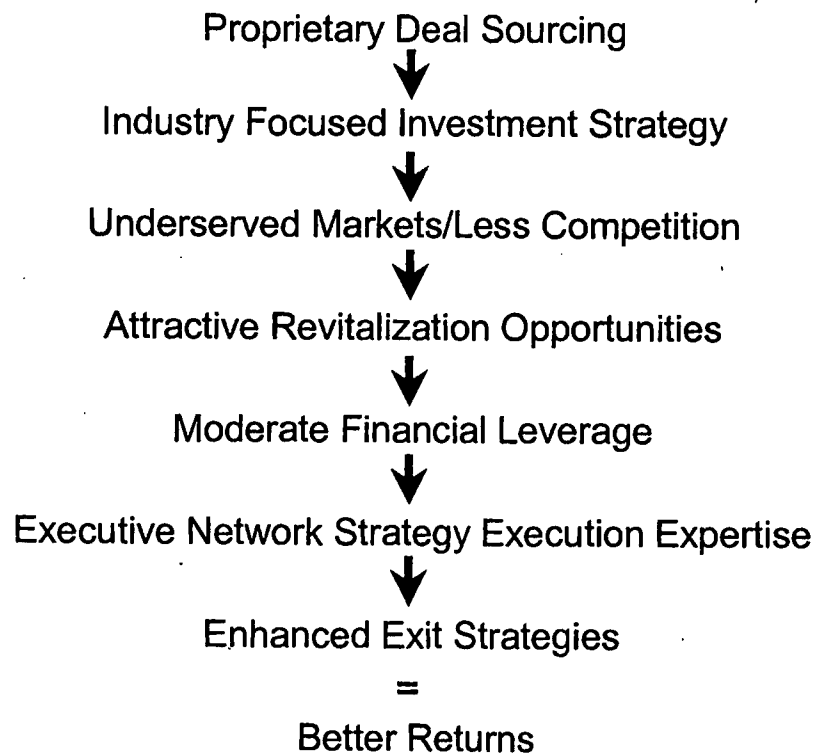 Proprietary Deal Sourcing
Industry Focused Investment Strategy
Underserved Markets/Less Competition
Attractive Revitalization Opportunities
Moderate Financial Leverage
Executive Network Strategy Execution Expertise
Enhanced Exit Strategies
=
Better Returns